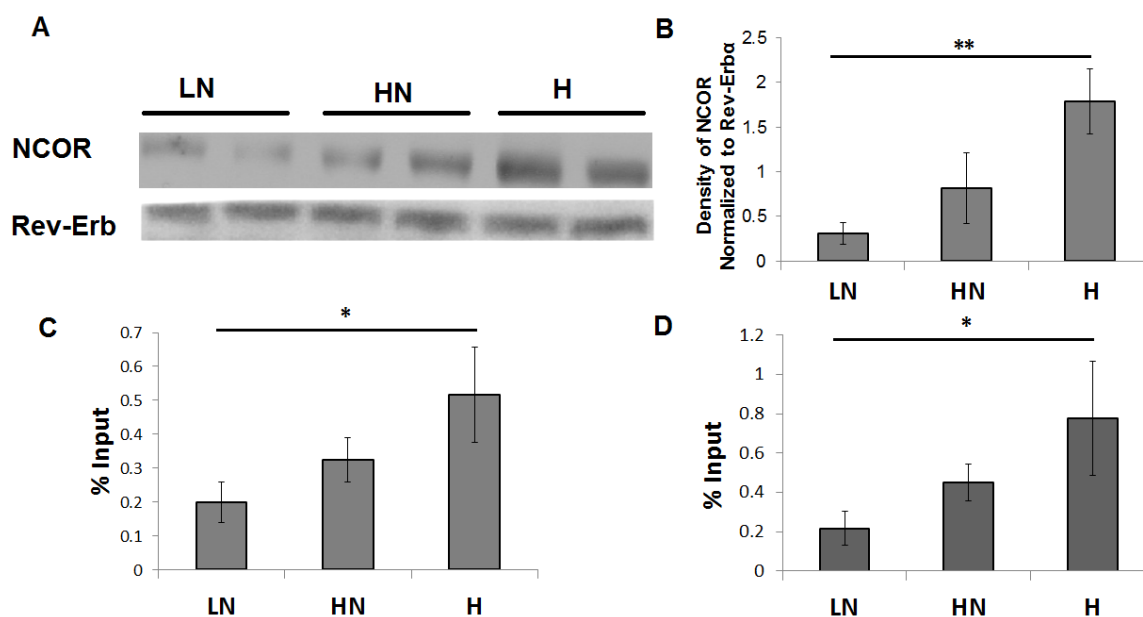 A
LN HN H
NCOR
Rev-Erb
B
Density of NCOR
Normalized to Rev-Erbα
2.5
2
1.5
1
0.5
0
**
LN HN H
C
% Input
0.7
0.6
0.5
0.4
0.3
0.2
0.1
0
*
LN HN H
D
% Input
1.2
1
0.8
0.6
0.4
0.2
0
*
LN HN H